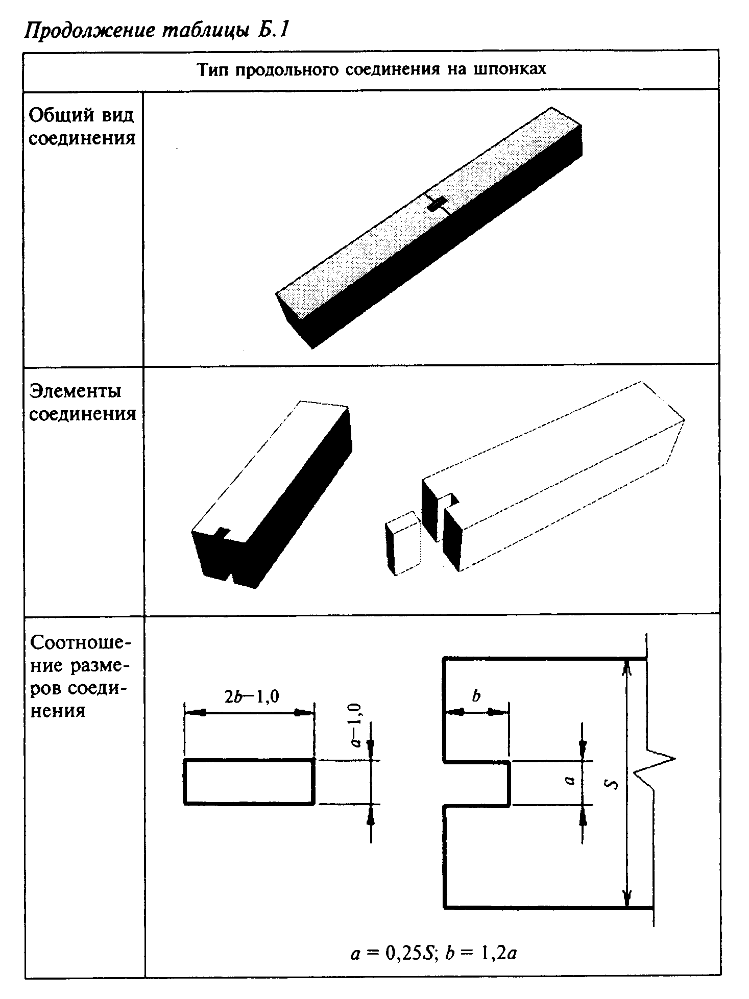 Продолжение таблицы Б.1
Тип продольного соединения на шпонках
Общий вид
соединения
Элементы
соединения
Соотноше-
ние разме-
ров соеди-
нения
2b—1,0
a—1,0
b
a
S
a = 0,25S; b = 1,2a